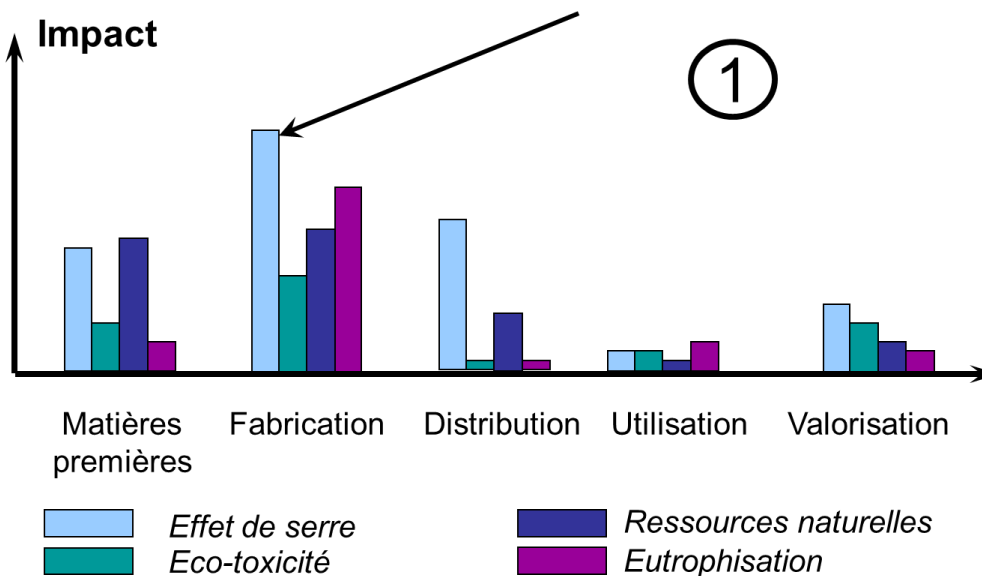 Impact
1
Matières
premières
Fabrication
Distribution
Utilisation
Valorisation
Effet de serre
Ressources naturelles
Eco-toxicité
Eutrophisation